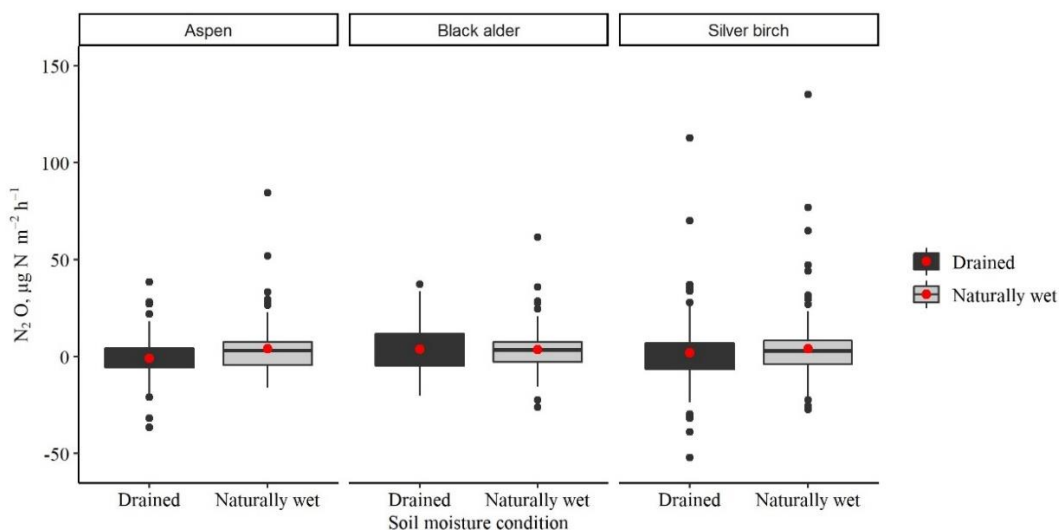 Aspen Black alder Silver birch
150
100
50
0
-50
N₂O, µg N m⁻² h⁻¹
Drained Naturally wet Drained Naturally wet Drained Naturally wet
Soil moisture condition
Drained
Naturally wet